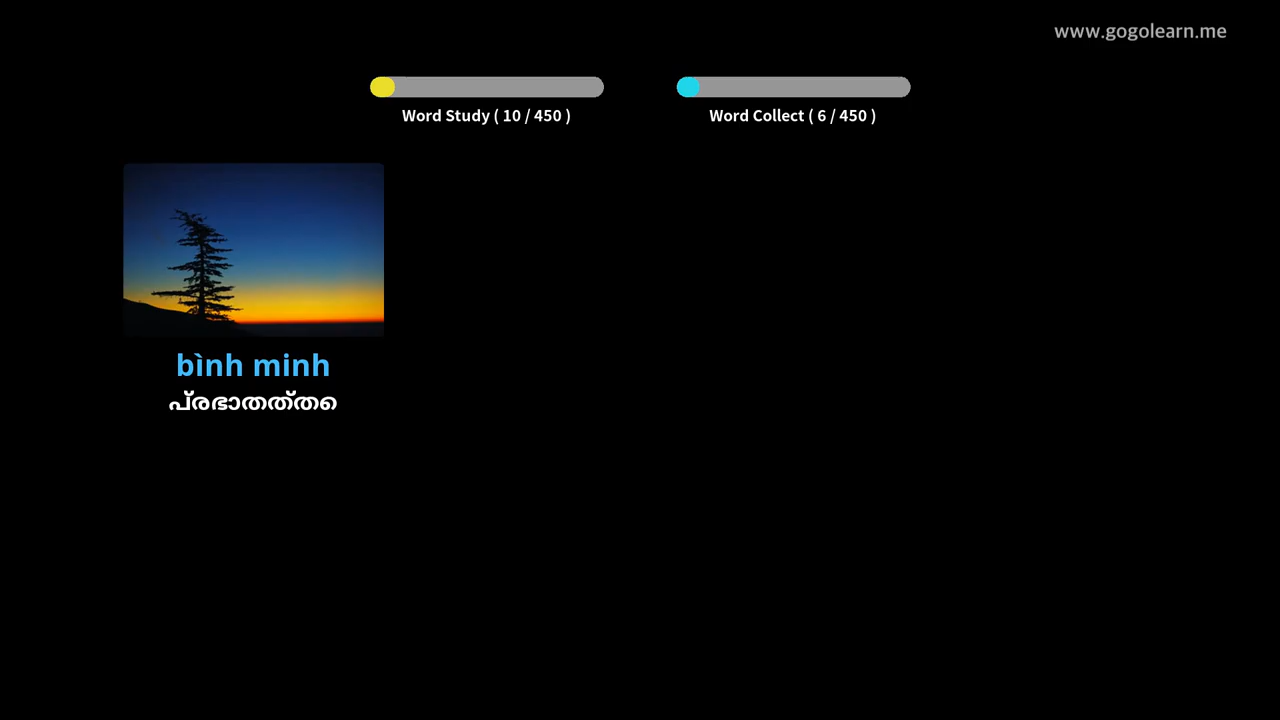 www.gogolearn.me
Word Study ( 10 / 450 )
Word Collect ( 6 / 450 )
bình minh
പ്രഭാതത്തെ